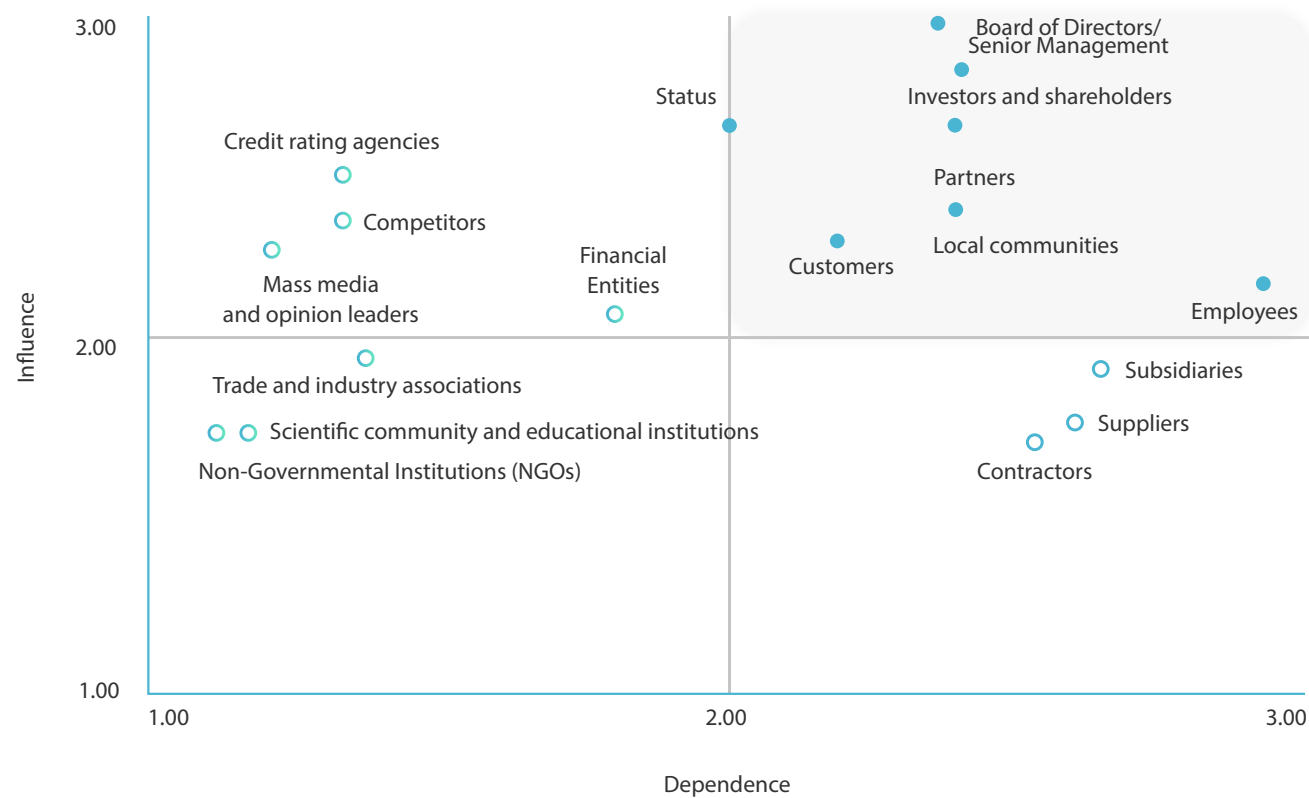 3.00
Board of Directors/
Senior Management
Status
Investors and shareholders
Credit rating agencies
Partners
Competitors
Local communities
Financial
Entities
Customers
Mass media
and opinion leaders
Employees
Influence
2.00
Subsidiaries
Trade and industry associations
Suppliers
Scientific community and educational institutions
Non-Governmental Institutions (NGOs)
Contractors
1.00
1.00
2.00
3.00
Dependence